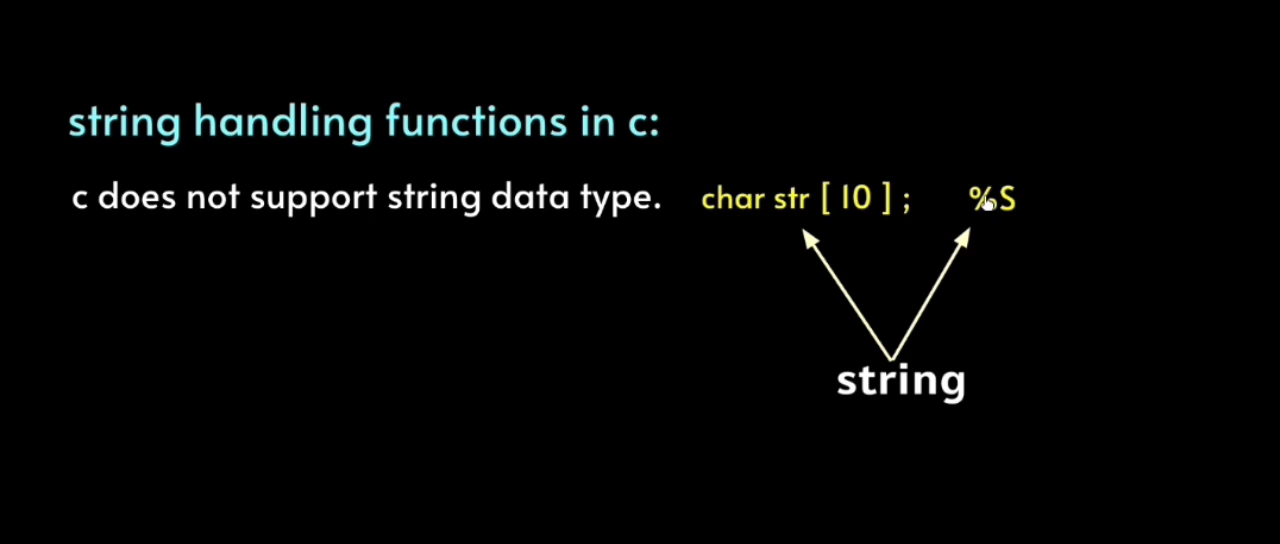 string handling functions in c:
c does not support string data type. char str [ 10 ] ; %S
string